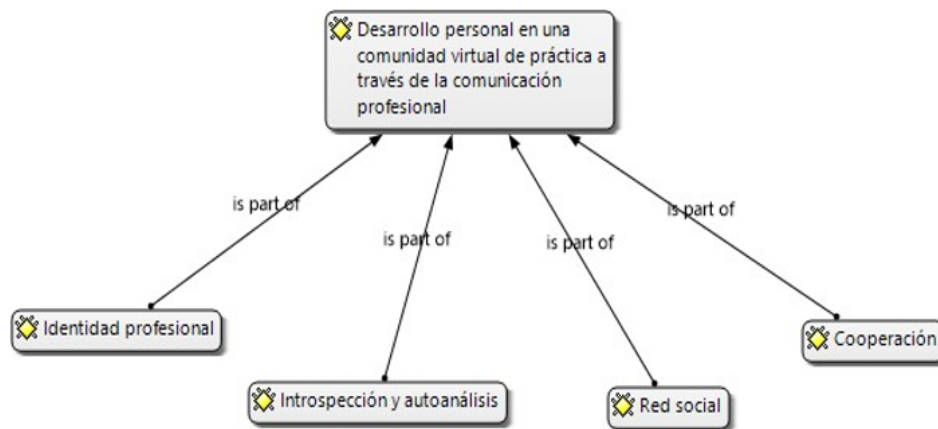 Desarrollo personal en una
comunidad virtual de práctica a
través de la comunicación
profesional
is part of
is part of
is part of
is part of
Identidad profesional
Cooperación
Introspección y autoanálisis
Red social